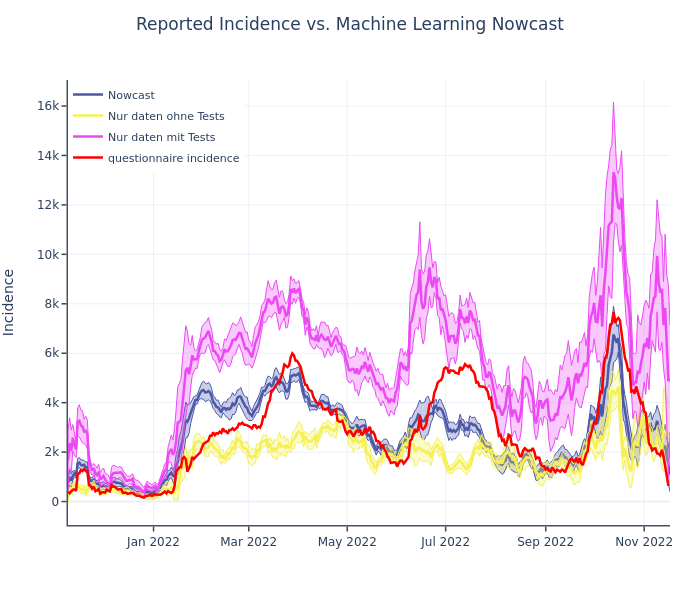 Reported Incidence vs. Machine Learning Nowcast
Nowcast
Nur daten ohne Tests
Nur daten mit Tests
questionnaire incidence
Incidence
16k
14k
12k
10k
8k
6k
4k
2k
0
Jan 2022
Mar 2022
May 2022
Jul 2022
Sep 2022
Nov 2022